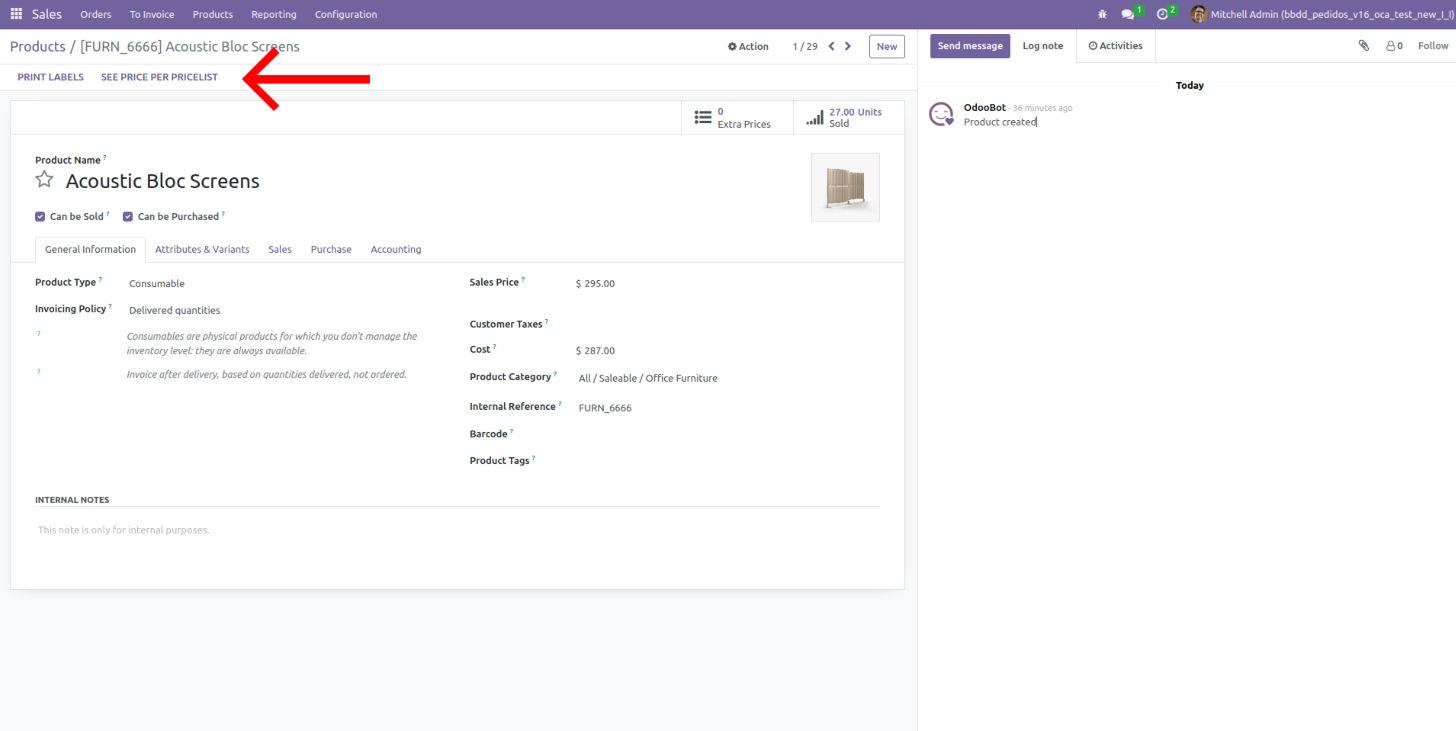 Sales Orders To Invoice Products Reporting Configuration 1 2 Mitchell Admin (bbdd_pedidos_v16_oca_test_new_I_I)
Products / [FURN_6666] Acoustic Bloc Screens Action 1 / 29 New Send message Log note Activities 0 Follow
PRINT LABELS SEE PRICE PER PRICELIST
Today
0 Extra Prices
27.00 Units Sold
OdooBot - 36 minutes ago
Product created
Product Name ?
Acoustic Bloc Screens
Can be Sold ? Can be Purchased ?
General Information Attributes & Variants Sales Purchase Accounting
Product Type ? Consumable
Invoicing Policy ? Delivered quantities
? Consumables are physical products for which you don't manage the
inventory level: they are always available.
? Invoice after delivery, based on quantities delivered, not ordered.
Sales Price ? $ 295.00
Customer Taxes ?
Cost ? $ 287.00
Product Category ? All / Saleable / Office Furniture
Internal Reference ? FURN_6666
Barcode ?
Product Tags ?
INTERNAL NOTES
This note is only for internal purposes.